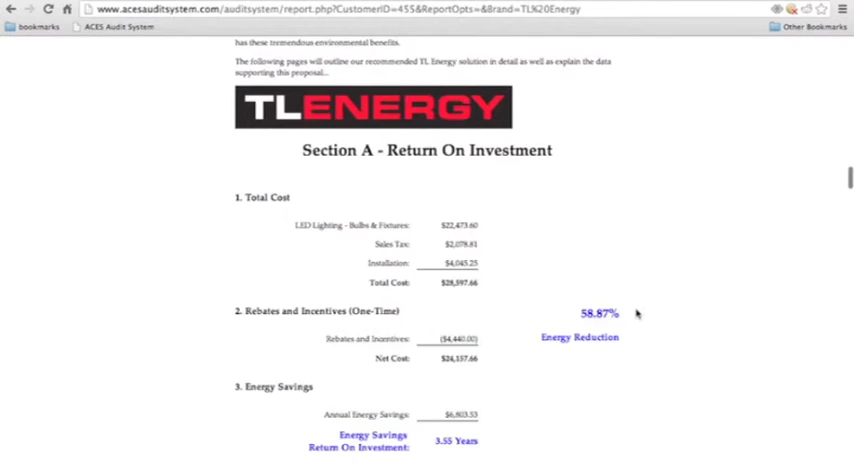 www.acesauditsystem.com/auditsystem/report.php?CustomerID=455&ReportOpts=&Brand=TL%20Energy
bookmarks ACES Audit System Other Bookmarks
has these tremendous environmental benefits.
The following pages will outline our recommended TL Energy solution in detail as well as explain the data
supporting this proposal...
TLENERGY
Section A - Return On Investment
1. Total Cost
LED Lighting - Bulbs & Fixtures: $22,473.60
Sales Tax: $2,078.81
Installation: $4,045.25
Total Cost: $28,597.66
2. Rebates and Incentives (One-Time) 58.87%
Rebates and Incentives: ($4,440.00) Energy Reduction
Net Cost: $24,157.66
3. Energy Savings
Annual Energy Savings: $6,803.53
Energy Savings
Return On Investment: 3.55 Years